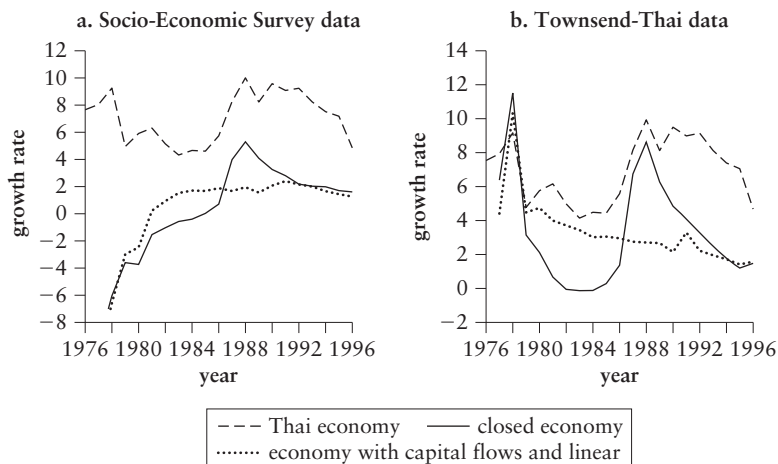 a. Socio-Economic Survey data
growth rate
12
10
8
6
4
2
0
−2
−4
−6
−8
1976 1980 1984 1988 1992 1996
year
b. Townsend-Thai data
growth rate
14
12
10
8
6
4
2
0
−2
1976 1980 1984 1988 1992 1996
year
Thai economy closed economy
economy with capital flows and linear